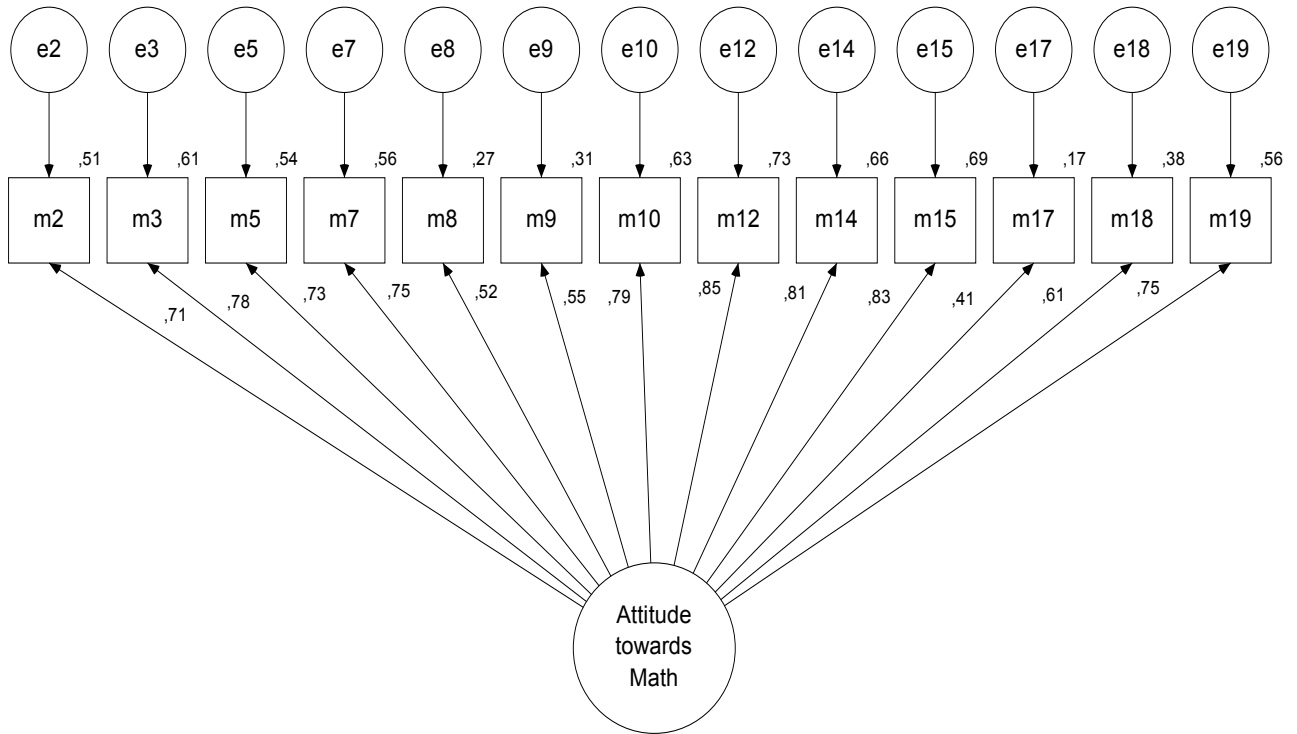 e2 e3 e5 e7 e8 e9 e10 e12 e14 e15 e17 e18 e19
,51 ,61 ,54 ,56 ,27 ,31 ,63 ,73 ,66 ,69 ,17 ,38 ,56
m2 m3 m5 m7 m8 m9 m10 m12 m14 m15 m17 m18 m19
,71 ,78 ,73 ,75 ,52 ,55 ,79 ,85 ,81 ,83 ,41 ,61 ,75
Attitude
towards
Math